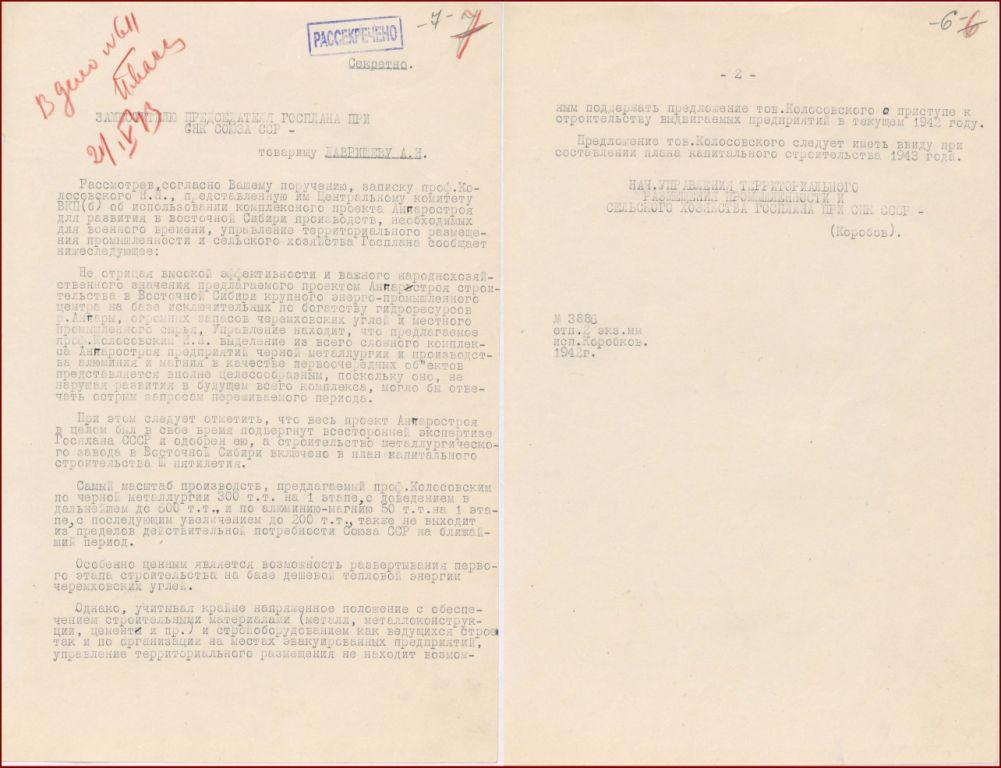 В дело № 611
21/IV 43
РАССЕКРЕЧЕНО
-7- 7
Секретно.
ЗАМЕСТИТЕЛЮ ПРЕДСЕДАТЕЛЯ ГОСПЛАНА ПРИ
СНК СОЮЗА ССР -
товарищу ЛАВРИЩЕВУ А.Н.
Рассмотрев,согласно Вашему поручению, записку проф.Ко-
лосовского Н.Н., представленную им Центральному комитету
ВКП(б) об использовании комплексного проекта Ангаростроя
для развития в восточной Сибири производств, необходимых
для военного времени, управление территориального размеще-
ния промышленности и сельского хозяйства Госплана сообщает
нижеследующее:
Не отрицая высокой эффективности и важного народнохозяй-
ственного значения предлагаемого проектом Ангаростроя строи-
тельства в Восточной Сибири крупного энерго-промышленного
центра на базе исключительных по богатству гидроресурсов
р.Ангары, огромных запасов черемховских углей и местного
промышленного сырья, Управление находит, что предлагаемое
проф.Колосовским Н.Н. выделение из всего сложного комплек-
са Ангаростроя предприятий черной металлургии и производст-
ва алюминия и магния в качестве первоочередных объектов
представляется вполне целесообразным, поскольку оно, не
нарушая развития в будущем всего комплекса, могло бы отве-
чать острым запросам переживаемого периода.
При этом следует отметить, что весь проект Ангаростроя
в целом был в свое время подвергнут всесторонней экспертизе
Госплана СССР и одобрен ею, а строительство металлургическо-
го завода в Восточной Сибири включено в план капитального
строительства Ш пятилетия.
Самый масштаб производств, предлагаемый проф.Колосовским
по черной металлургии 300 т.т. на 1 этапе,с доведением в
дальнейшем до 600 т.т., и по алюминию-магнию 50 т.т.на 1 эта-
пе,с последующим увеличением до 200 т.т., также не выходит
из пределов действительной потребности Союза ССР на ближай-
ший период.
Особенно ценным является возможность развертывания перво-
го этапа строительства на базе дешевой тепловой энергии
черемховских углей.
Однако, учитывая крайне напряженное положение с обеспе-
чением строительными материалами (металл, металлоконструк-
ции, цемента и пр.) и стройоборудованием как ведущихся строек
так и по организации на местах эвакуированных предприятий,
управление территориального размещения не находит возмож-
-6- 6
- 2 -
ным поддержать предложение тов.Колосовского о приступе к
строительству выдвигаемых предприятий в текущем 1942 году.
Предложение тов.Колосовского следует иметь ввиду при
составлении плана капитального строительства 1943 года.
НАЧ.УПРАВЛЕНИЯ ТЕРРИТОРИАЛЬНОГО
РАЗМЕЩЕНИЯ ПРОМЫШЛЕННОСТИ И
СЕЛЬСКОГО ХОЗЯЙСТВА ГОСПЛАНА ПРИ СНК СССР -
(Коробов).
№ 3886
отп.2 экз.мм
исп.Коробков.
1942г.